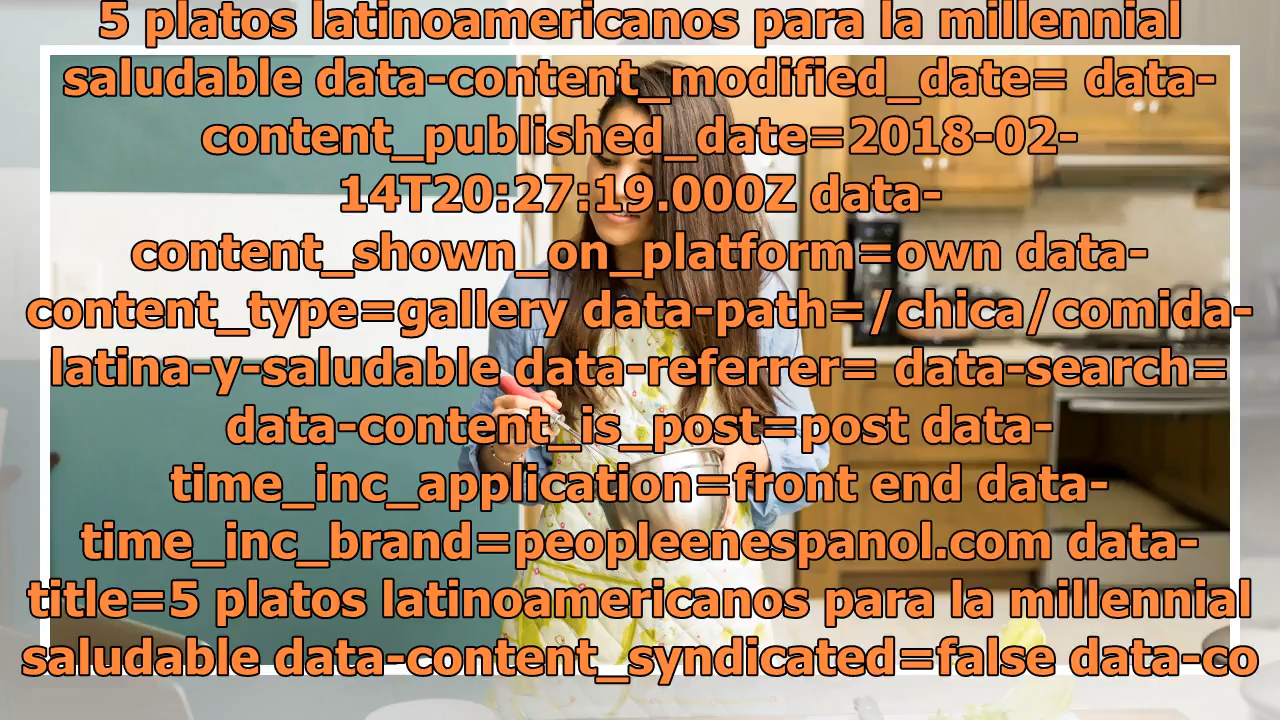 5 platos latinoamericanos para la millennial
saludable data-content_modified_date= data-
content_published_date=2018-02-
14T20:27:19.000Z data-
content_shown_on_platform=own data-
content_type=gallery data-path=/chica/comida-
latina-y-saludable data-referrer= data-search=
data-content_is_post=post data-
time_inc_application=front end data-
time_inc_brand=peopleenespanol.com data-
title=5 platos latinoamericanos para la millennial
saludable data-content_syndicated=false data-co